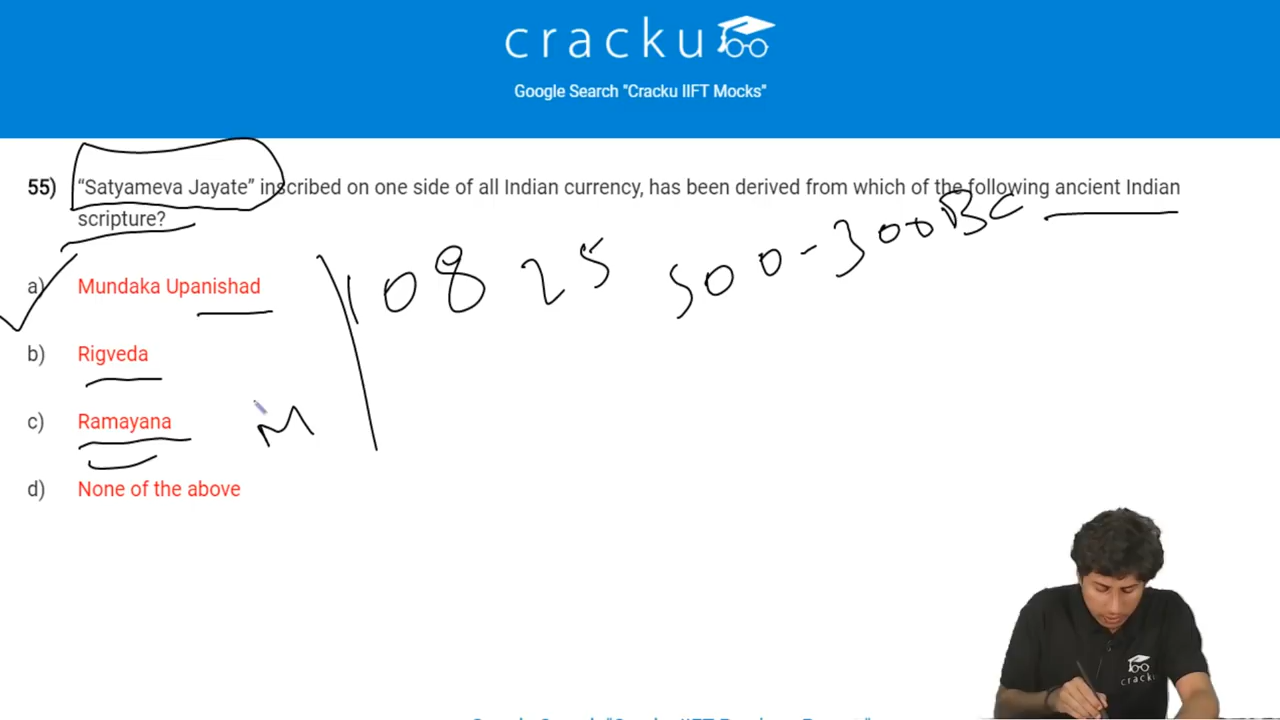 cracku
Google Search "Cracku IIFT Mocks"
55) “Satyameva Jayate” inscribed on one side of all Indian currency, has been derived from which of the following ancient Indian
scripture?
a) Mundaka Upanishad
108 25 500-300BC
b) Rigveda
c) Ramayana
M
d) None of the above
cracku